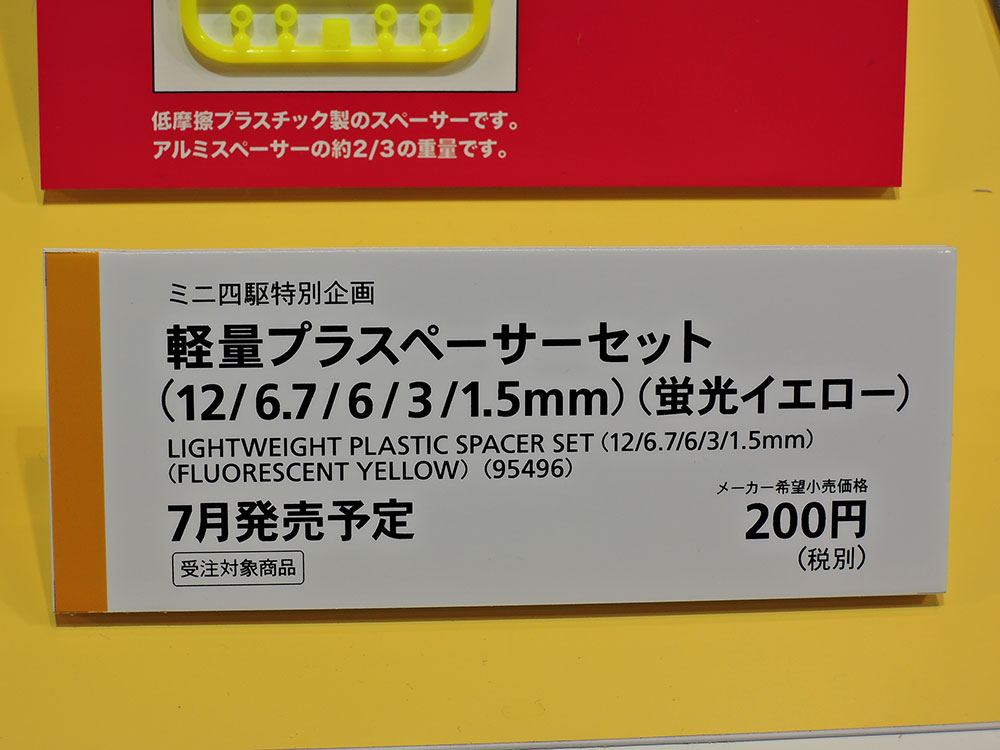 低摩擦プラスチック製のスペーサーです。
アルミスペーサーの約2/3の重量です。
ミニ四駆特別企画
軽量プラスペーサーセット
(12/6.7/6/3/1.5mm)(蛍光イエロー)
LIGHTWEIGHT PLASTIC SPACER SET (12/6.7/6/3/1.5mm)
(FLUORESCENT YELLOW) (95496)
7月発売予定
受注対象商品
メーカー希望小売価格
200円
(税別)